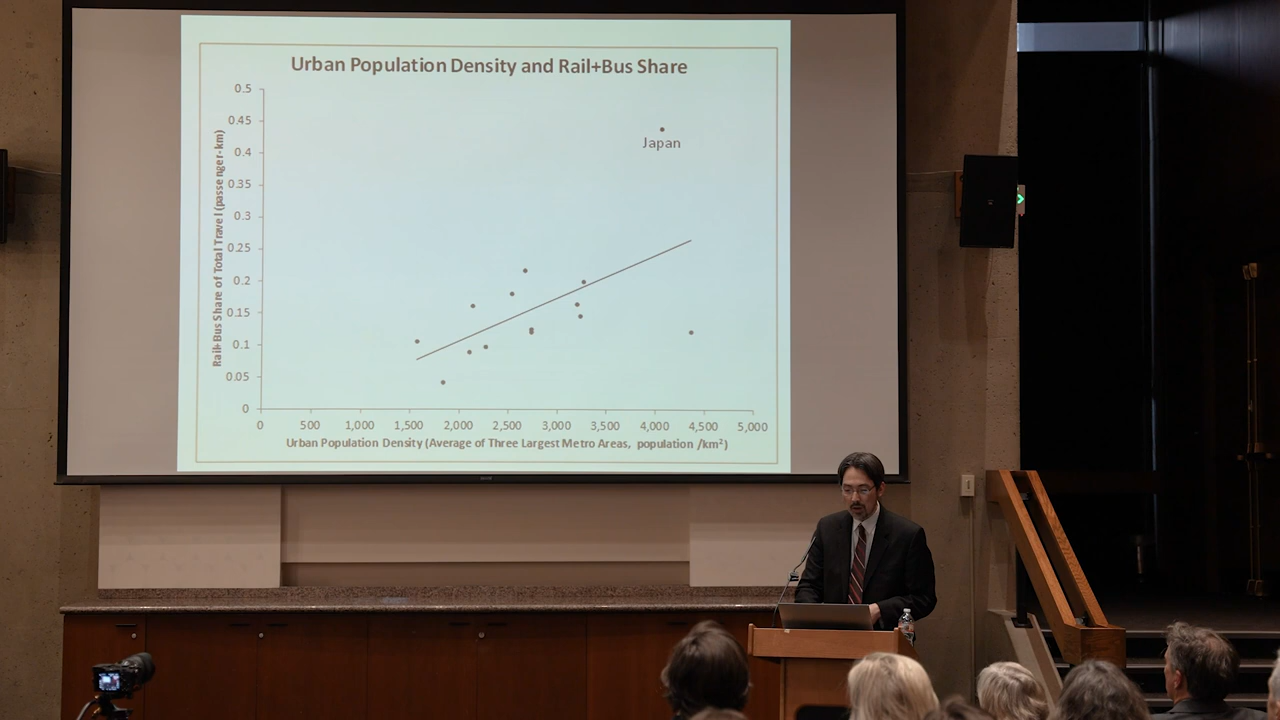 Urban Population Density and Rail+Bus Share
Rail+Bus Share of Total Travel (passenger-km)
0.5
0.45
0.4
0.35
0.3
0.25
0.2
0.15
0.1
0.05
0
Japan
0 500 1,000 1,500 2,000 2,500 3,000 3,500 4,000 4,500 5,000
Urban Population Density (Average of Three Largest Metro Areas, population /km²)